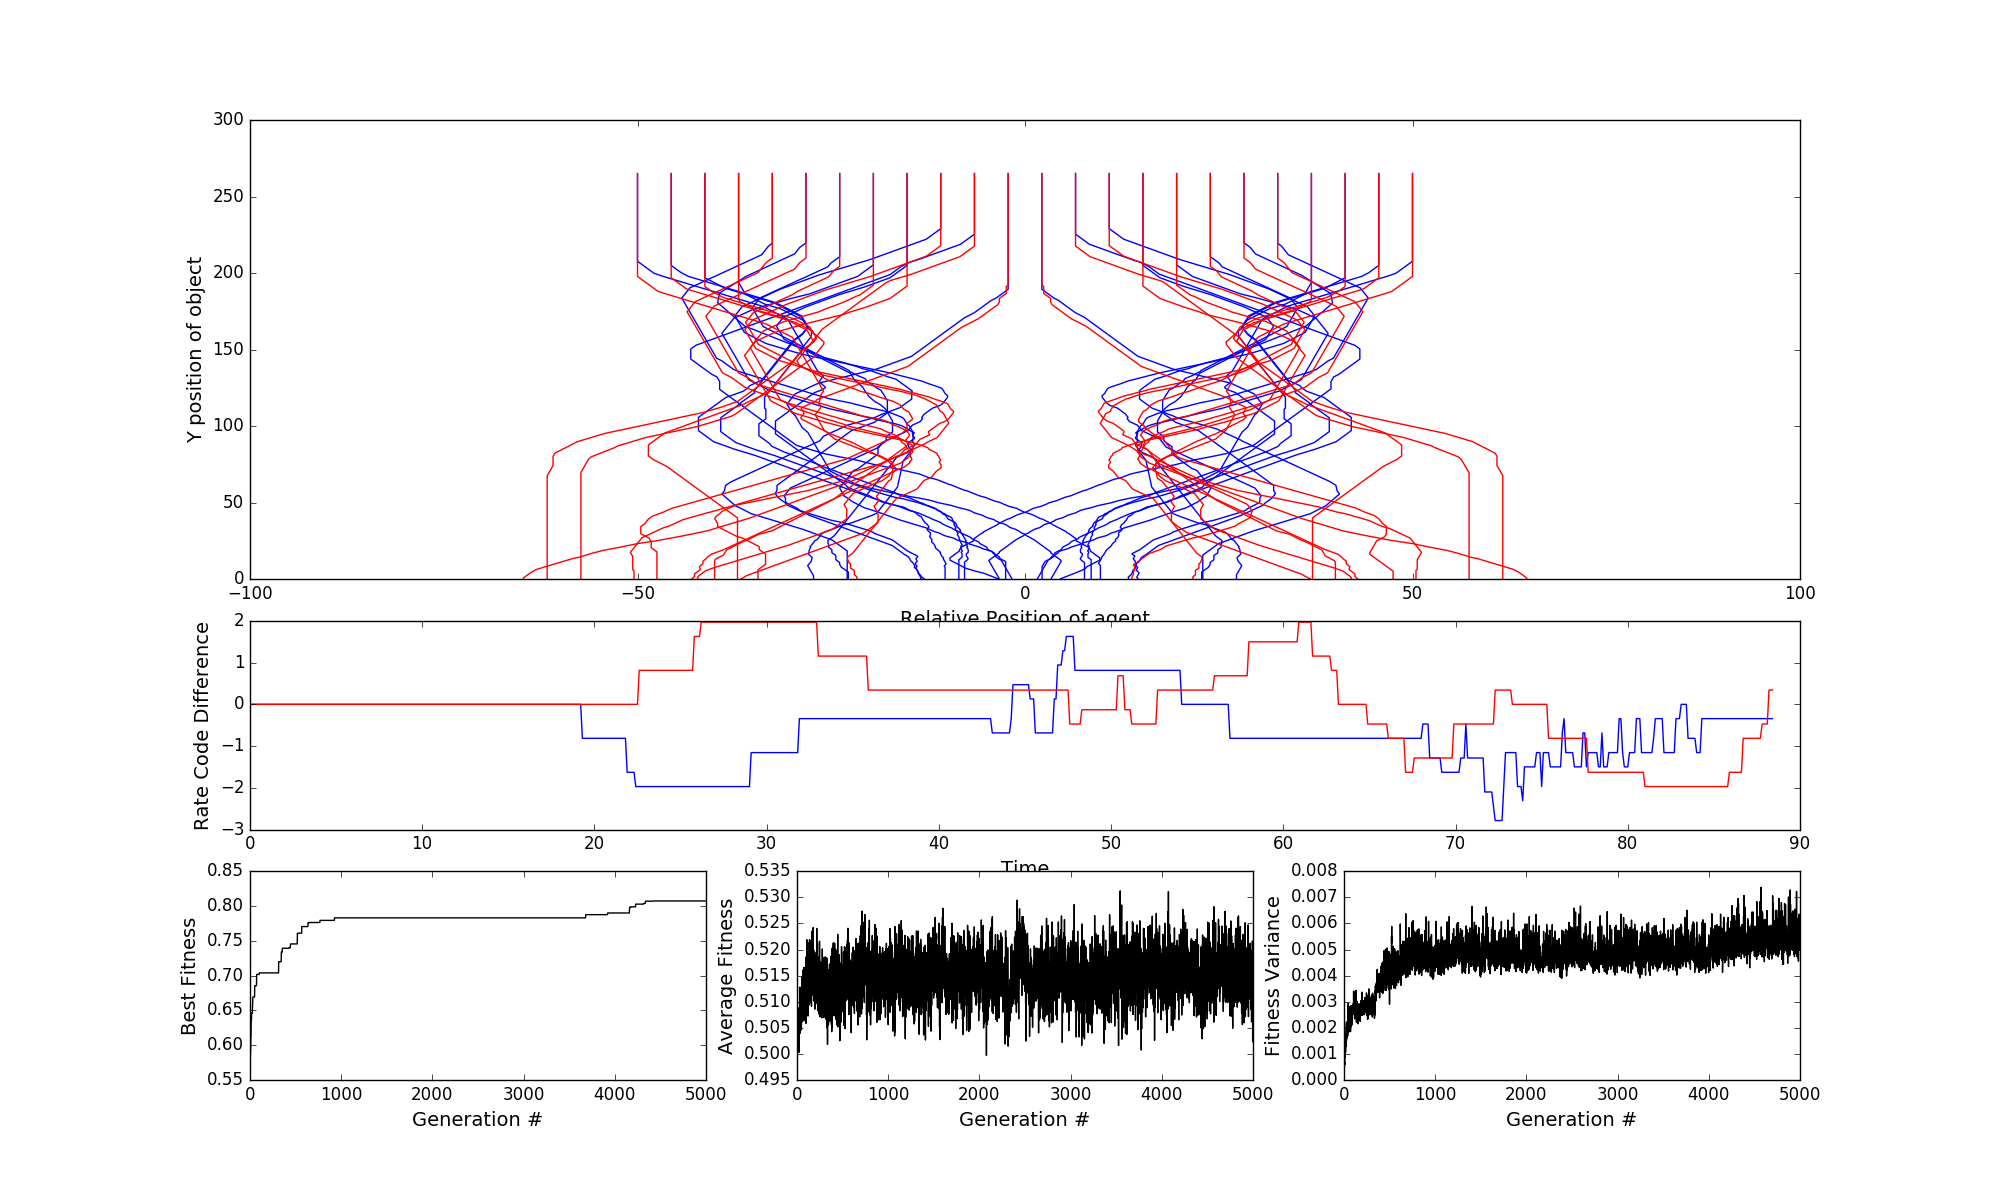 300
250
200
150
100
50
0
Y position of object
−100 −50 0 50 100
Relative Position of agent
2
1
0
−1
−2
−3
Rate Code Difference
0 10 20 30 40 50 60 70 80 90
Time
0.85
0.80
0.75
0.70
0.65
0.60
0.55
Best Fitness
0 1000 2000 3000 4000 5000
Generation #
0.535
0.530
0.525
0.520
0.515
0.510
0.505
0.500
0.495
Average Fitness
0 1000 2000 3000 4000 5000
Generation #
0.008
0.007
0.006
0.005
0.004
0.003
0.002
0.001
0.000
Fitness Variance
0 1000 2000 3000 4000 5000
Generation #